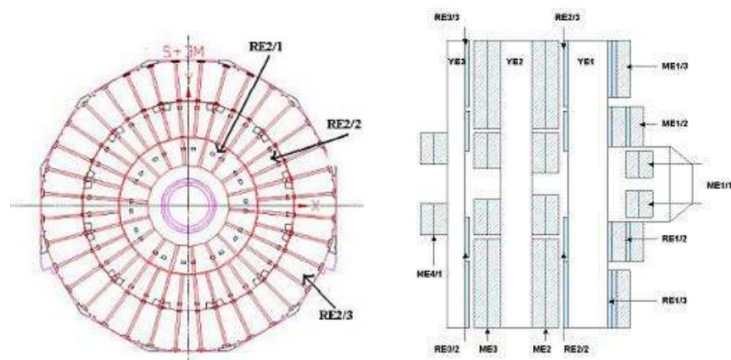 S+3M
Y
RE2/1
RE2/2
X
RE2/3
RE3/3
RE2/3
YE3
YE2
YE1
ME1/3
ME1/2
ME1/1
RE1/2
ME4/1
RE1/3
RE3/2
ME3
ME2
RE2/2